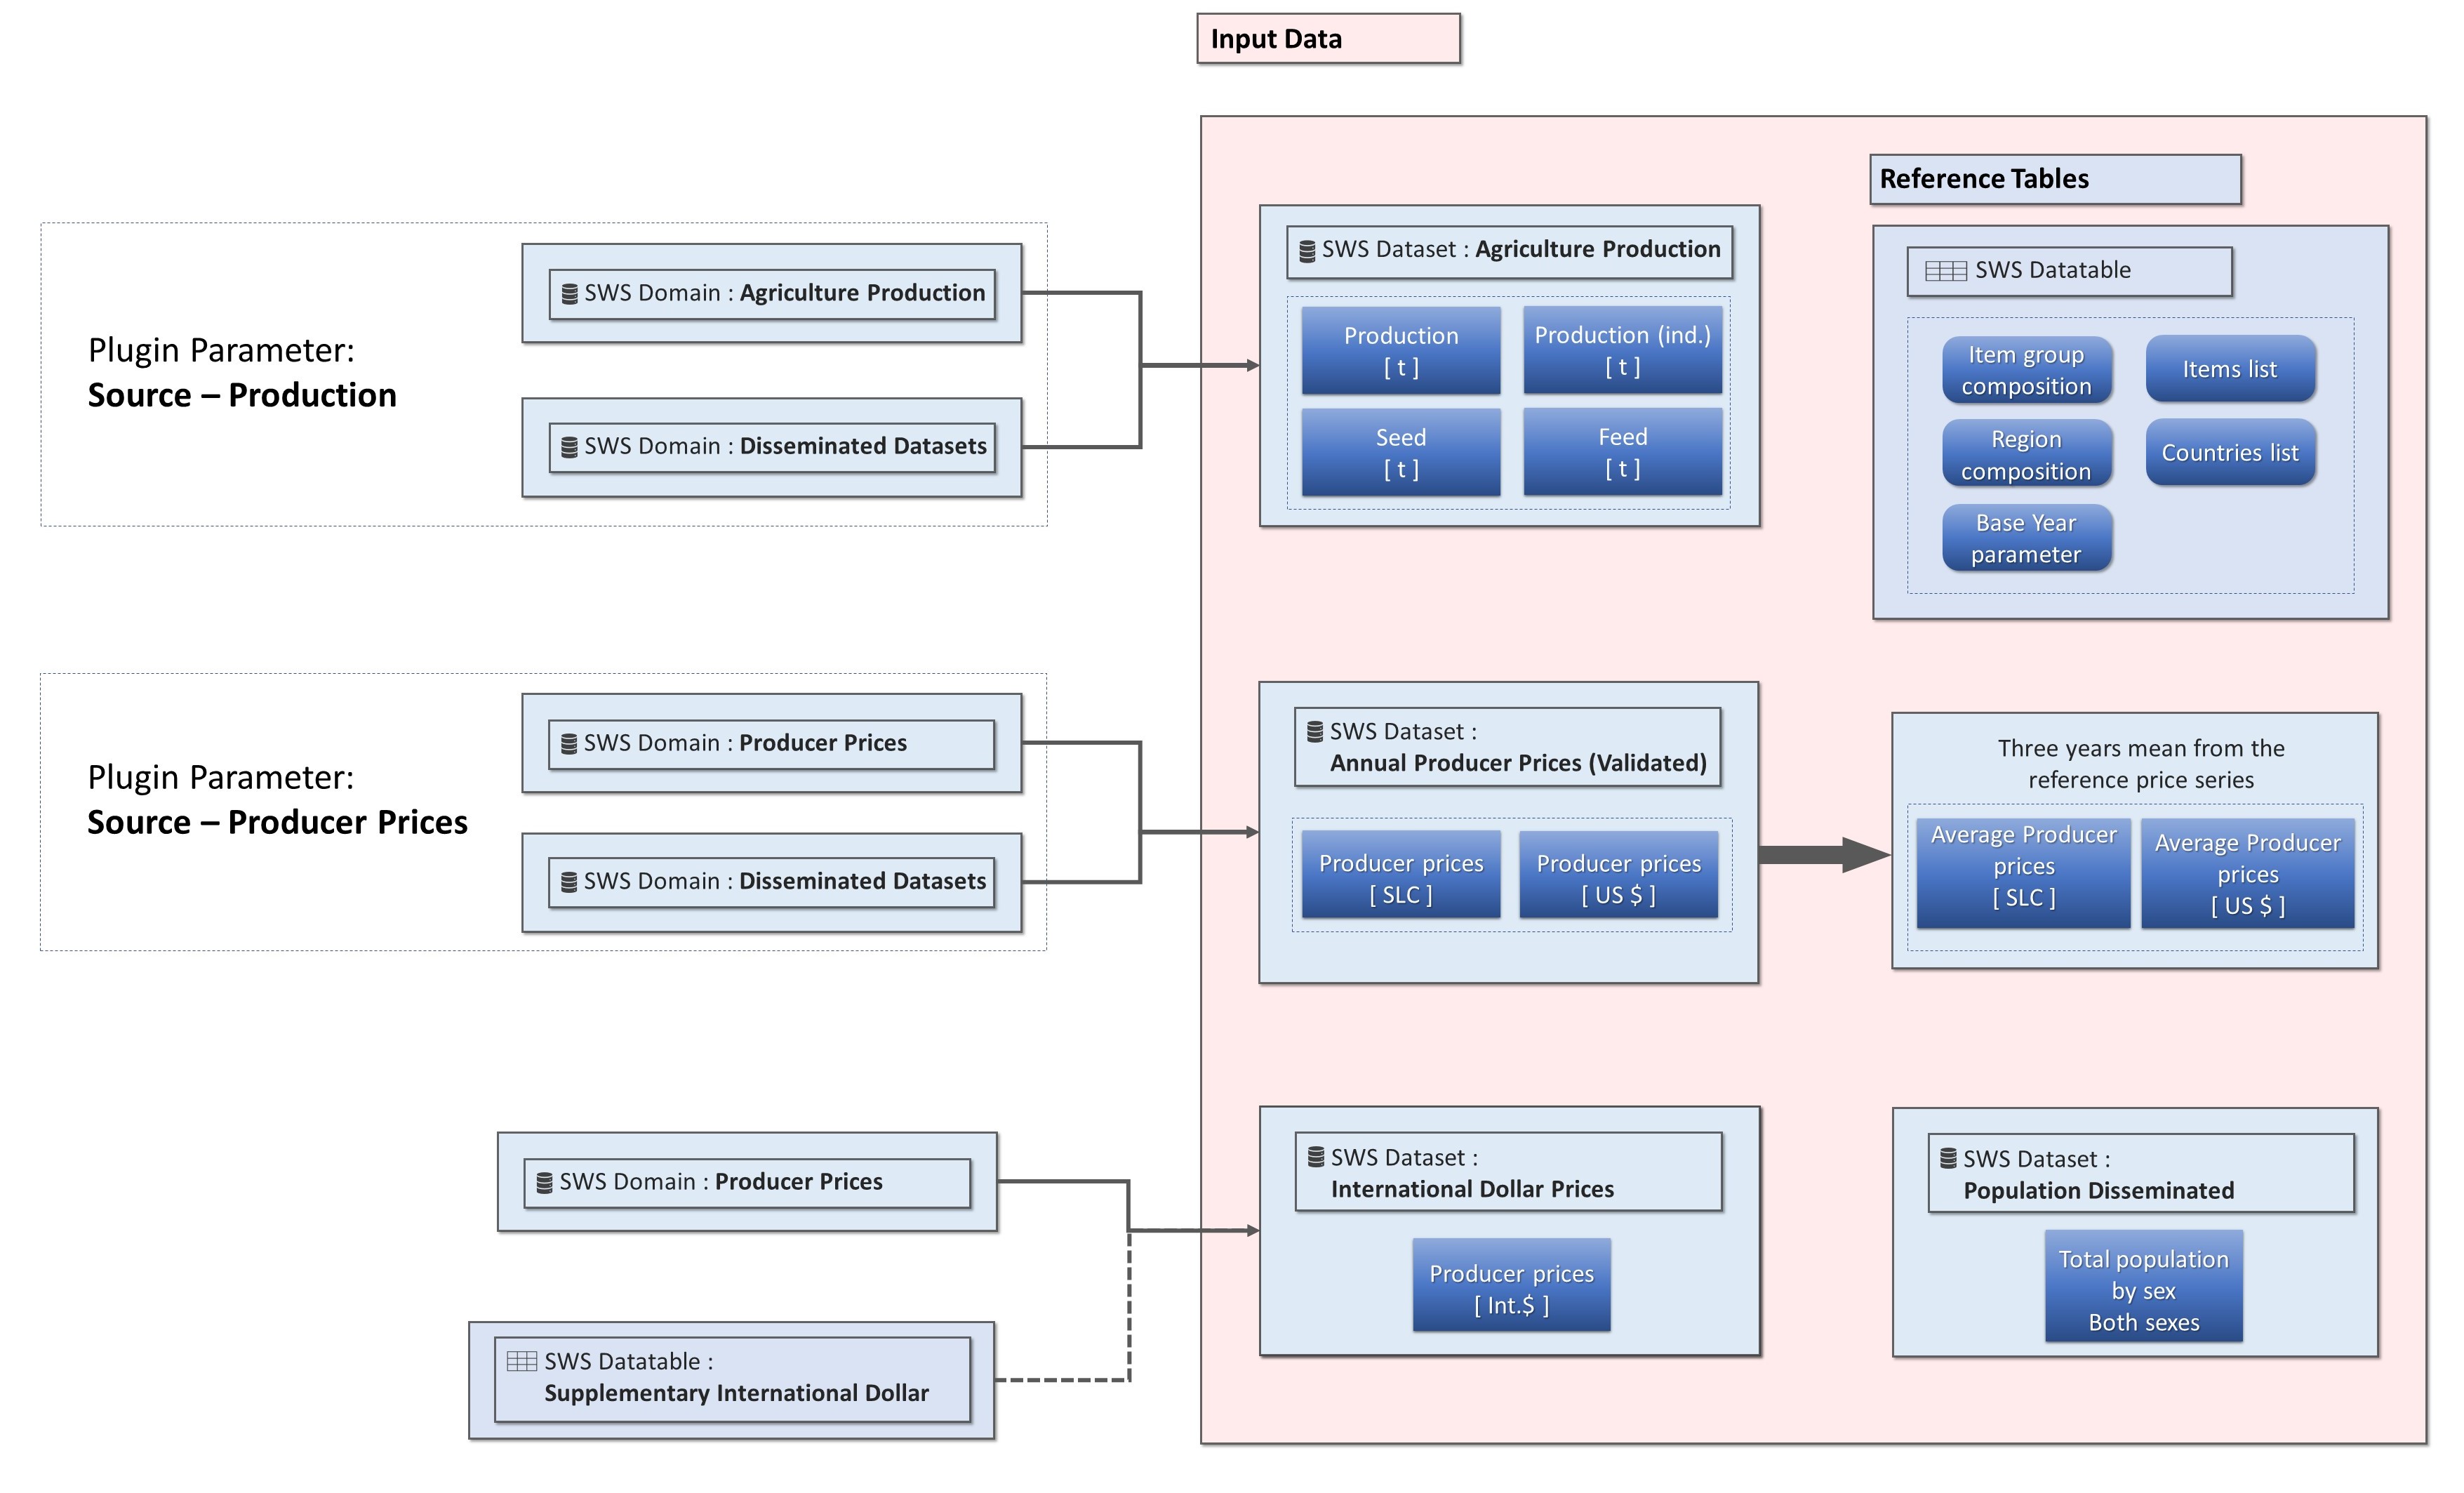 Input Data
Reference Tables
Plugin Parameter:
Source – Production
SWS Domain : Agriculture Production
SWS Domain : Disseminated Datasets
SWS Dataset : Agriculture Production
Production
[ t ]
Production (ind.)
[ t ]
Seed
[ t ]
Feed
[ t ]
SWS Datatable
Item group
composition
Items list
Region
composition
Countries list
Base Year
parameter
Plugin Parameter:
Source – Producer Prices
SWS Domain : Producer Prices
SWS Domain : Disseminated Datasets
SWS Dataset :
Annual Producer Prices (Validated)
Producer prices
[ SLC ]
Producer prices
[ US $ ]
Three years mean from the
reference price series
Average Producer
prices
[ SLC ]
Average Producer
prices
[ US $ ]
SWS Domain : Producer Prices
SWS Datatable :
Supplementary International Dollar
SWS Dataset :
International Dollar Prices
Producer prices
[ Int.$ ]
SWS Dataset :
Population Disseminated
Total population
by sex
Both sexes